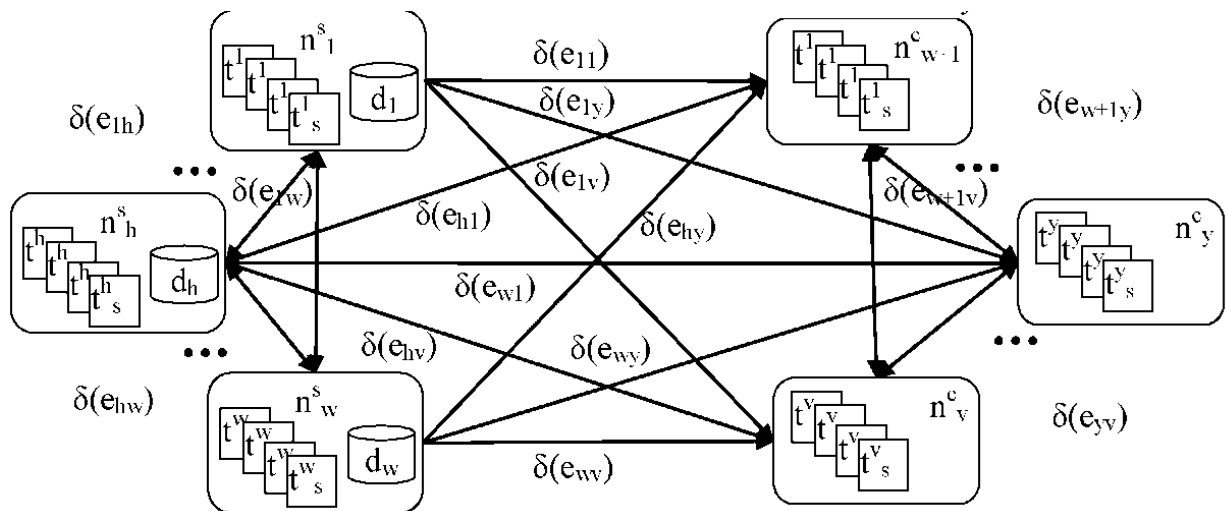 n^s_1
t^1
t^1
t^1
t^1_s
d_1
δ(e_11)
δ(e_1y)
δ(e_1v)
n^c_w-1
t^1
t^1
t^1
t^1_s
δ(e_1h)
δ(e_w+1y)
•••
•••
δ(e_1w)
δ(e_h1)
δ(e_hy)
δ(e_w+1v)
n^s_h
t^h
t^h
t^h
t^h_s
d_h
δ(e_w1)
n^c_y
t^y
t^y
t^y
t^y_s
•••
•••
δ(e_hv)
δ(e_wy)
δ(e_hw)
δ(e_yv)
n^s_w
t^w
t^w
t^w
t^w_s
d_w
δ(e_wv)
n^c_v
t^v
t^v
t^v
t^v_s